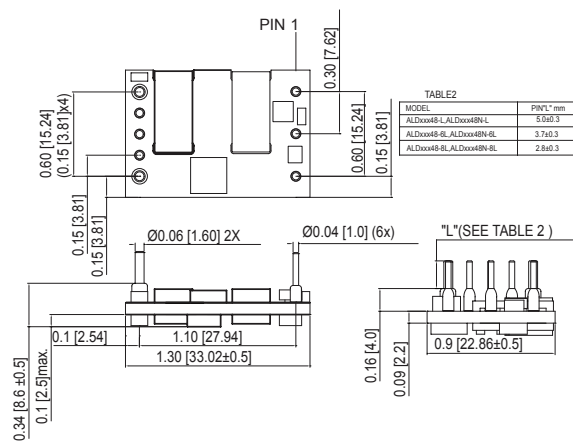 PIN 1
0.30 [7.62]
0.60 [15.24]
(0.15 [3.81]x4)
0.15 [3.81]
0.15 [3.81]
0.60 [15.24]
0.15 [3.81]
TABLE2
MODEL PIN"L" mm
ALDxxx48-L,ALDxxx48N-L 5.0±0.3
ALDxxx48-6L,ALDxxx48N-6L 3.7±0.3
ALDxxx48-8L,ALDxxx48N-8L 2.8±0.3
Ø0.06 [1.60] 2X
Ø0.04 [1.0] (6x)
"L"(SEE TABLE 2 )
0.1 [2.54]
1.10 [27.94]
1.30 [33.02±0.5]
0.34 [8.6 ±0.5]
0.1 [2.5]max.
0.16 [4.0]
0.09 [2.2]
0.9 [22.86±0.5]